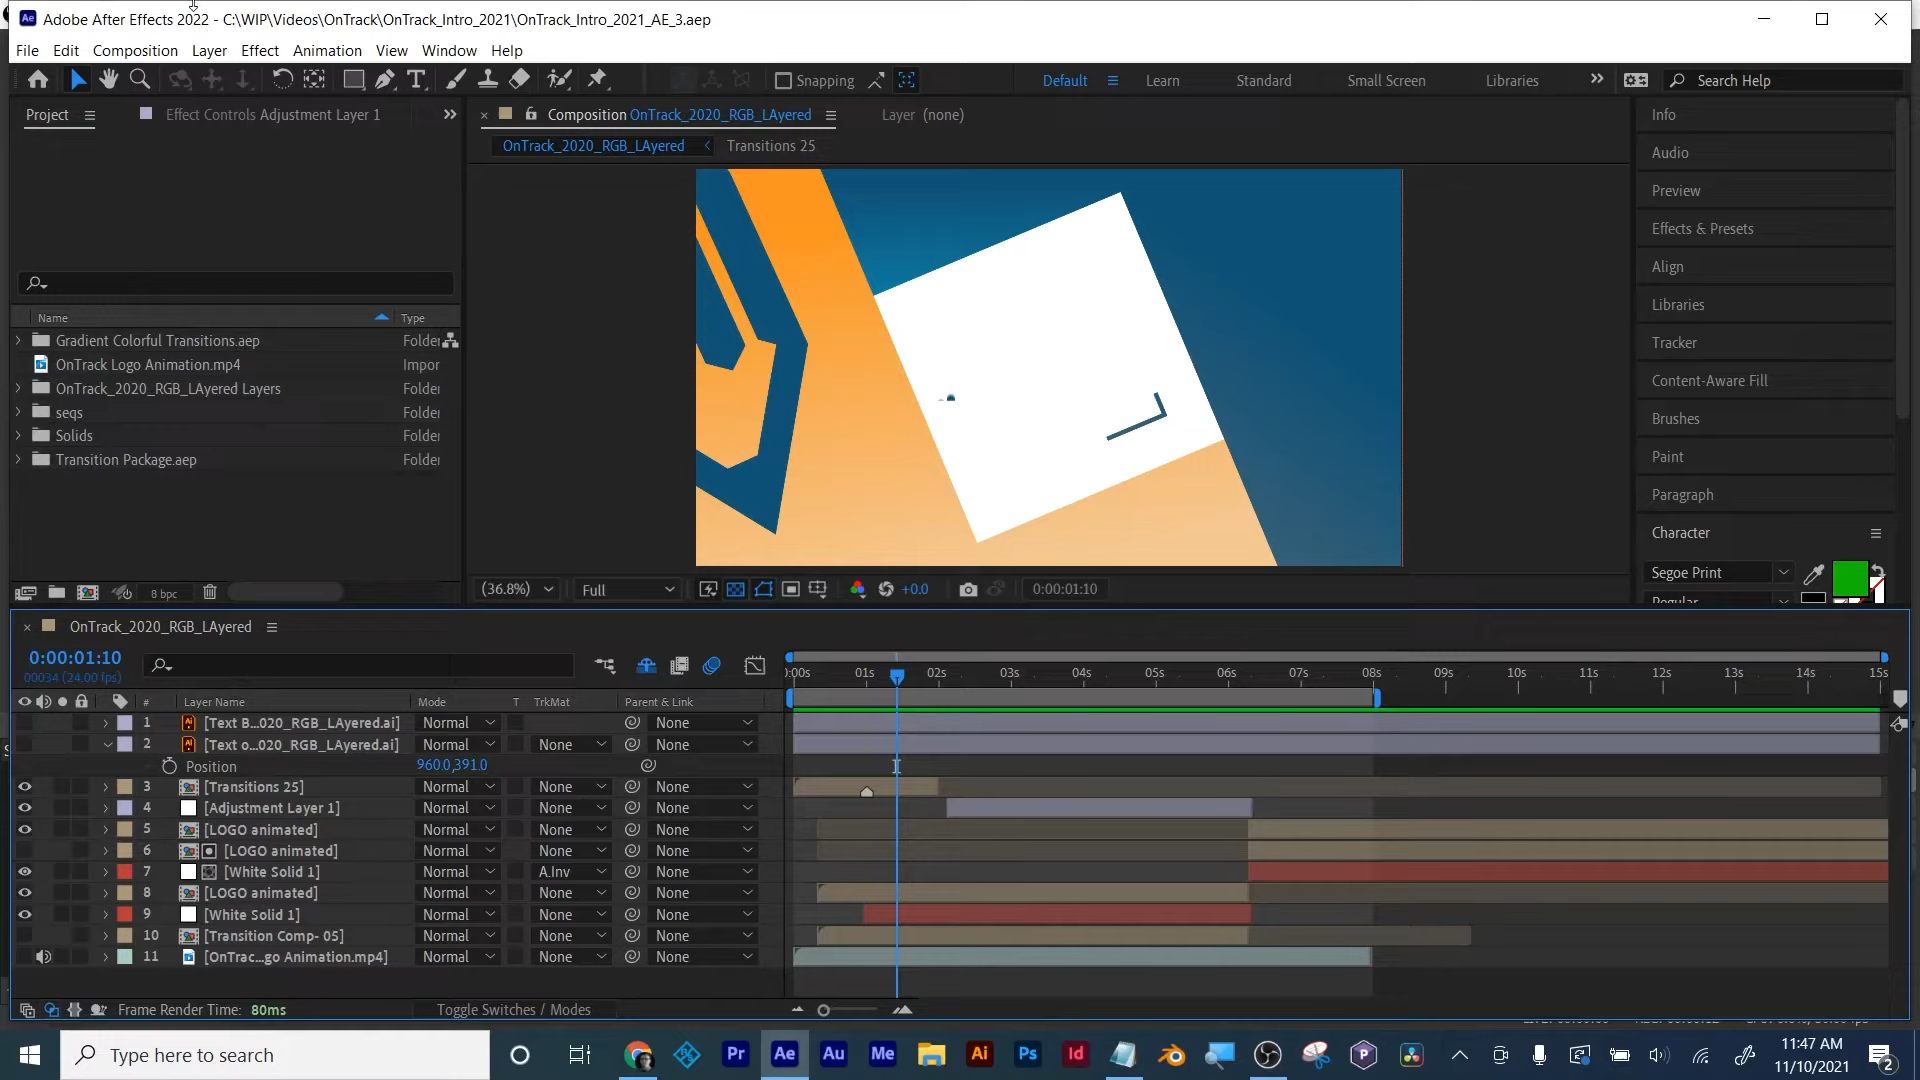 Adobe After Effects 2022 - C:\WIP\Videos\OnTrack\OnTrack_Intro_2021\OnTrack_Intro_2021_AE_3.aep
File Edit Composition Layer Effect Animation View Window Help
Snapping
Default Learn Standard Small Screen Libraries Search Help
Project Effect Controls Adjustment Layer 1
Composition OnTrack_2020_RGB_LAyered Layer (none)
OnTrack_2020_RGB_LAyered Transitions 25
Name Type
Gradient Colorful Transitions.aep Folder
OnTrack Logo Animation.mp4 Impor
OnTrack_2020_RGB_LAyered Layers Folder
seqs Folder
Solids Folder
Transition Package.aep Folder
8 bpc
(36.8%) Full +0.0 0:00:01:10
Info
Audio
Preview
Effects & Presets
Align
Libraries
Tracker
Content-Aware Fill
Brushes
Paint
Paragraph
Character
Segoe Print
Regular
OnTrack_2020_RGB_LAyered
0:00:01:10
00034 (24.00 fps)
):00s 01s 02s 03s 04s 05s 06s 07s 08s 09s 10s 11s 12s 13s 14s 15s
# Layer Name Mode T TrkMat Parent & Link
1 [Text B...020_RGB_LAyered.ai] Normal None
2 [Text o...020_RGB_LAyered.ai] Normal None None
Position 960.0,391.0
3 [Transitions 25] Normal None None
4 [Adjustment Layer 1] Normal None None
5 [LOGO animated] Normal None None
6 [LOGO animated] Normal None None
7 [White Solid 1] Normal A.Inv None
8 [LOGO animated] Normal None None
9 [White Solid 1] Normal None None
10 [Transition Comp- 05] Normal None None
11 [OnTrac...go Animation.mp4] Normal None None
Frame Render Time: 80ms Toggle Switches / Modes
Type here to search
Pr Ae Au Me Ai Ps Id
11:47 AM
11/10/2021
2